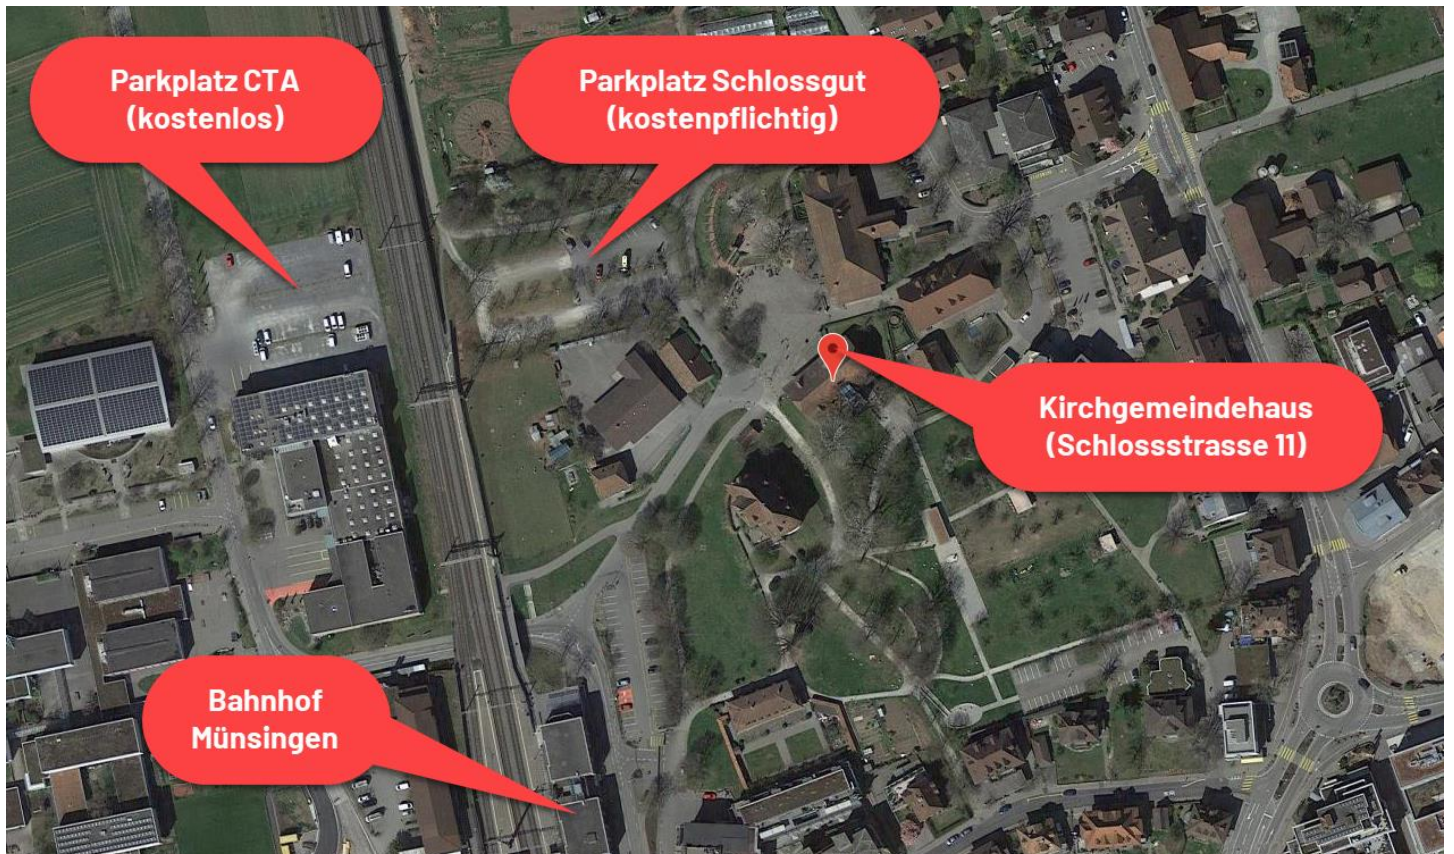 Parkplatz CTA
(kostenlos)
Parkplatz Schlossgut
(kostenpflichtig)
Kirchgemeindehaus
(Schlossstrasse 11)
Bahnhof
Münsingen